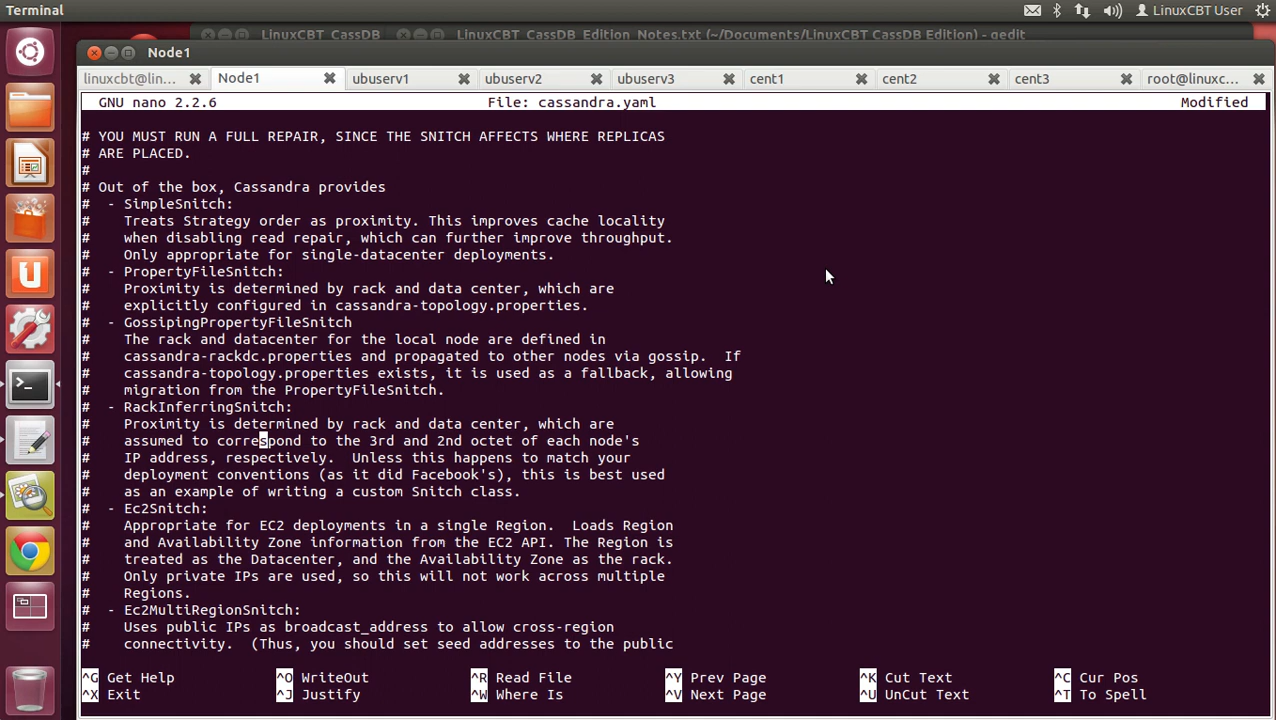 Terminal
LinuxCBT User
LinuxCBT_CassDB
LinuxCBT_CassDB_Edition_Notes.txt (~/Documents/LinuxCBT CassDB Edition) - gedit
Node1
linuxcbt@lin...
Node1
ubuserv1
ubuserv2
ubuserv3
cent1
cent2
cent3
root@linuxc...
GNU nano 2.2.6 File: cassandra.yaml Modified
# YOU MUST RUN A FULL REPAIR, SINCE THE SNITCH AFFECTS WHERE REPLICAS
# ARE PLACED.
#
# Out of the box, Cassandra provides
#  - SimpleSnitch:
#    Treats Strategy order as proximity. This improves cache locality
#    when disabling read repair, which can further improve throughput.
#    Only appropriate for single-datacenter deployments.
#  - PropertyFileSnitch:
#    Proximity is determined by rack and data center, which are
#    explicitly configured in cassandra-topology.properties.
#  - GossipingPropertyFileSnitch
#    The rack and datacenter for the local node are defined in
#    cassandra-rackdc.properties and propagated to other nodes via gossip.  If
#    cassandra-topology.properties exists, it is used as a fallback, allowing
#    migration from the PropertyFileSnitch.
#  - RackInferringSnitch:
#    Proximity is determined by rack and data center, which are
#    assumed to correspond to the 3rd and 2nd octet of each node's
#    IP address, respectively.  Unless this happens to match your
#    deployment conventions (as it did Facebook's), this is best used
#    as an example of writing a custom Snitch class.
#  - Ec2Snitch:
#    Appropriate for EC2 deployments in a single Region.  Loads Region
#    and Availability Zone information from the EC2 API. The Region is
#    treated as the Datacenter, and the Availability Zone as the rack.
#    Only private IPs are used, so this will not work across multiple
#    Regions.
#  - Ec2MultiRegionSnitch:
#    Uses public IPs as broadcast_address to allow cross-region
#    connectivity.  (Thus, you should set seed addresses to the public
^G Get Help ^O WriteOut ^R Read File ^Y Prev Page ^K Cut Text ^C Cur Pos
^X Exit ^J Justify ^W Where Is ^V Next Page ^U UnCut Text ^T To Spell